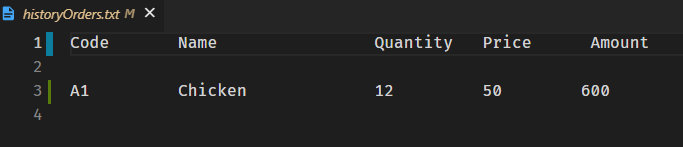 historyOrders.txt M
1 Code Name Quantity Price Amount
2
3 A1 Chicken 12 50 600
4